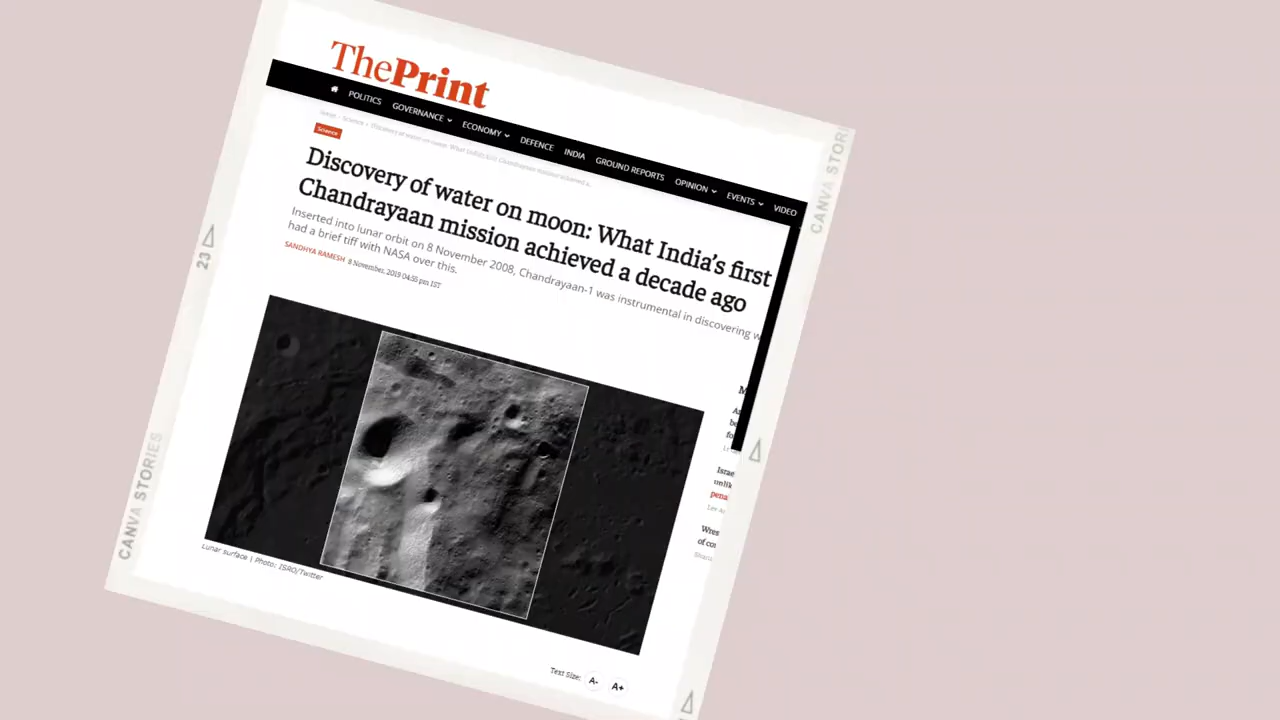 ThePrint
POLITICS GOVERNANCE ECONOMY DEFENCE INDIA GROUND REPORTS OPINION EVENTS VIDEO
Science
Discovery of water on moon: What India's first
Chandrayaan mission achieved a decade ago
Inserted into lunar orbit on 8 November 2008, Chandrayaan-1 was instrumental in discovering w
had a brief tiff with NASA over this.
SANDHYA RAMESH 8 November, 2019 04:55 pm IST
Lunar surface | Photo: ISRO/Twitter
Text Size: A- A+
CANVA STORIES
23
CANVA STORI